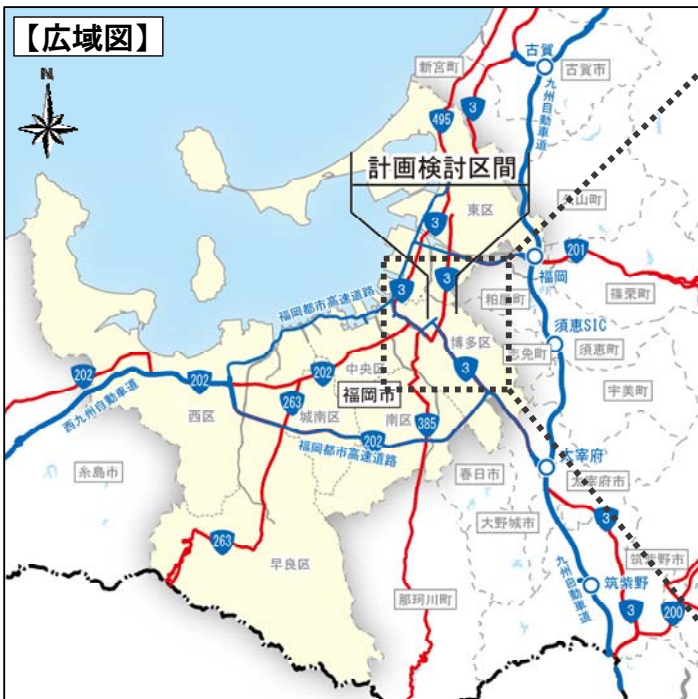 【広域図】
N
古賀
古賀市
新宮町
九州自動車道
3
495
計画検討区間
東区
3
久山町
201
福岡
3
3
粕屋町
篠栗町
福岡都市高速道路
須恵SIC
須恵町
志免町
博多区
202
202
202
中央区
3
宇美町
西九州自動車道
福岡市
263
西区
城南区
南区
385
202
福岡都市高速道路
糸島市
春日市
太宰府
太宰府市
大野城市
3
263
早良区
筑紫野市
那珂川町
九州自動車道
筑紫野
3
200